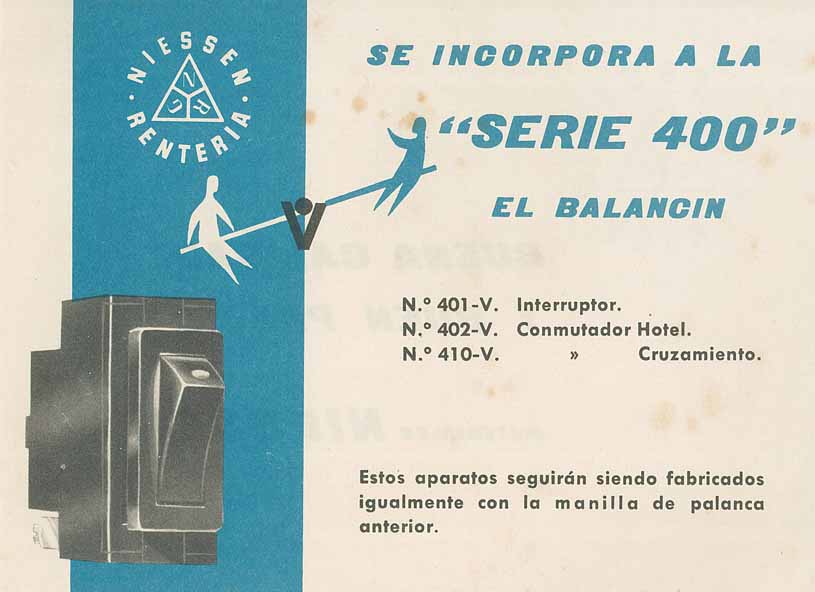 · NIESSEN ·
RENTERIA
N G R
SE INCORPORA A LA
“SERIE 400”
EL BALANCIN
V
N.º 401-V. Interruptor.
N.º 402-V. Conmutador Hotel.
N.º 410-V. » Cruzamiento.
Estos aparatos seguirán siendo fabricados
igualmente con la manilla de palanca
anterior.